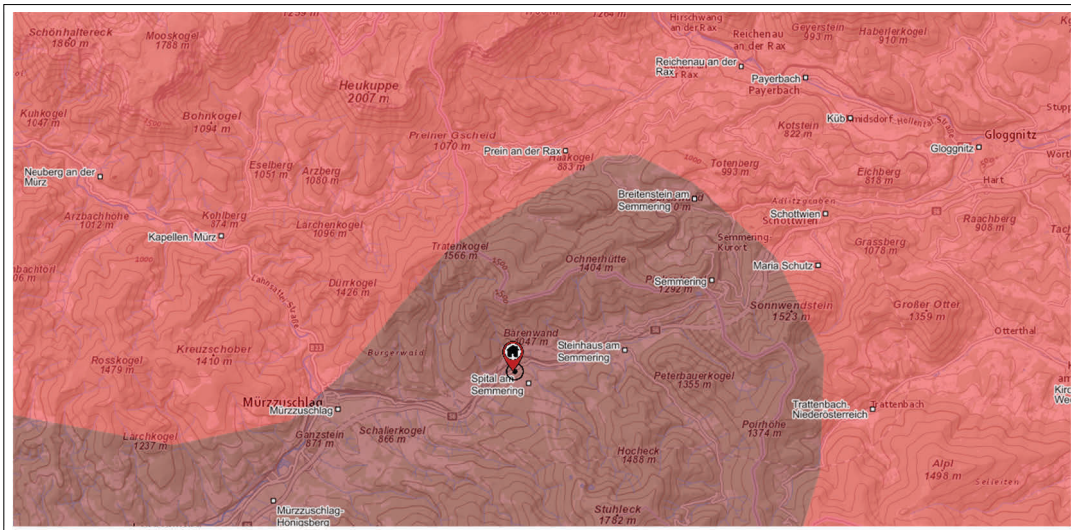 Schönhaltereck
1860 m
Mooskogel
1788 m
1264 m
Hirschwang
an der Rax
Reichenau
an der Rax
Geyerstein
993 m
Haberlerkogel
910 m
Reichenau an der
Rax
Payerbach
Payerbach
Heukuppe
2007 m
Kuhkogel
1047 m
Bohnkogel
1094 m
Preiner Gscheid
1070 m
Kotstein
822 m
Gloggnitz
Gloggnitz
Prein an der Rax
883 m
Neuberg an der
Mürz
Eselberg
1051 m
Arzberg
1080 m
Totenberg
993 m
Eichberg
818 m
Hart
Breitenstein am
Semmering
Arzbachhöhe
1012 m
Kohlberg
874 m
Lärchenkogel
1096 m
Kapellen. Mürz
Adlitzgraben
Schottwien
Schottwien
Raachberg
908 m
Tratenkogel
1566 m
Ochnerhütte
1404 m
Semmering-
Kurort
Grassberg
1078 m
Maria Schutz
Semmering
1292 m
Dürrkogel
1426 m
Lahnsattel Straße
Sonnwendstein
1523 m
Großer Otter
1359 m
Otterthal
Rosskogel
1479 m
Kreuzschober
1410 m
Burgerwald
Bärenwand
1047 m
Steinhaus am
Semmering
Spital am
Semmering
Peterbauerkogel
1355 m
Mürzzuschlag
Mürzzuschlag
Trattenbach
Niederösterreich
Trattenbach
Lärchkogel
1237 m
Ganzstein
871 m
Schalierkogel
866 m
Poirhöhe
1374 m
Hocheck
1488 m
Alpl
1498 m
Mürzzuschlag-
Hönigsberg
Stuhleck
1782 m